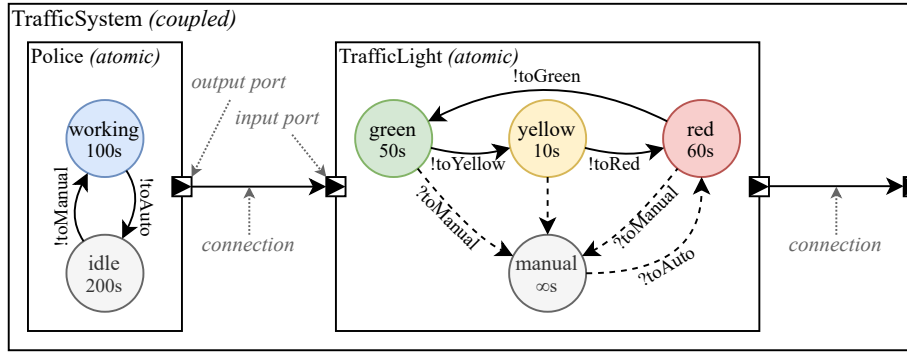 TrafficSystem (coupled)
Police (atomic)
TrafficLight (atomic)
output port
input port
!toGreen
working
100s
green
50s
yellow
10s
red
60s
!toYellow
!toRed
!toManual
!toAuto
connection
?toManual
?toManual
?toAuto
connection
idle
200s
manual
∞s